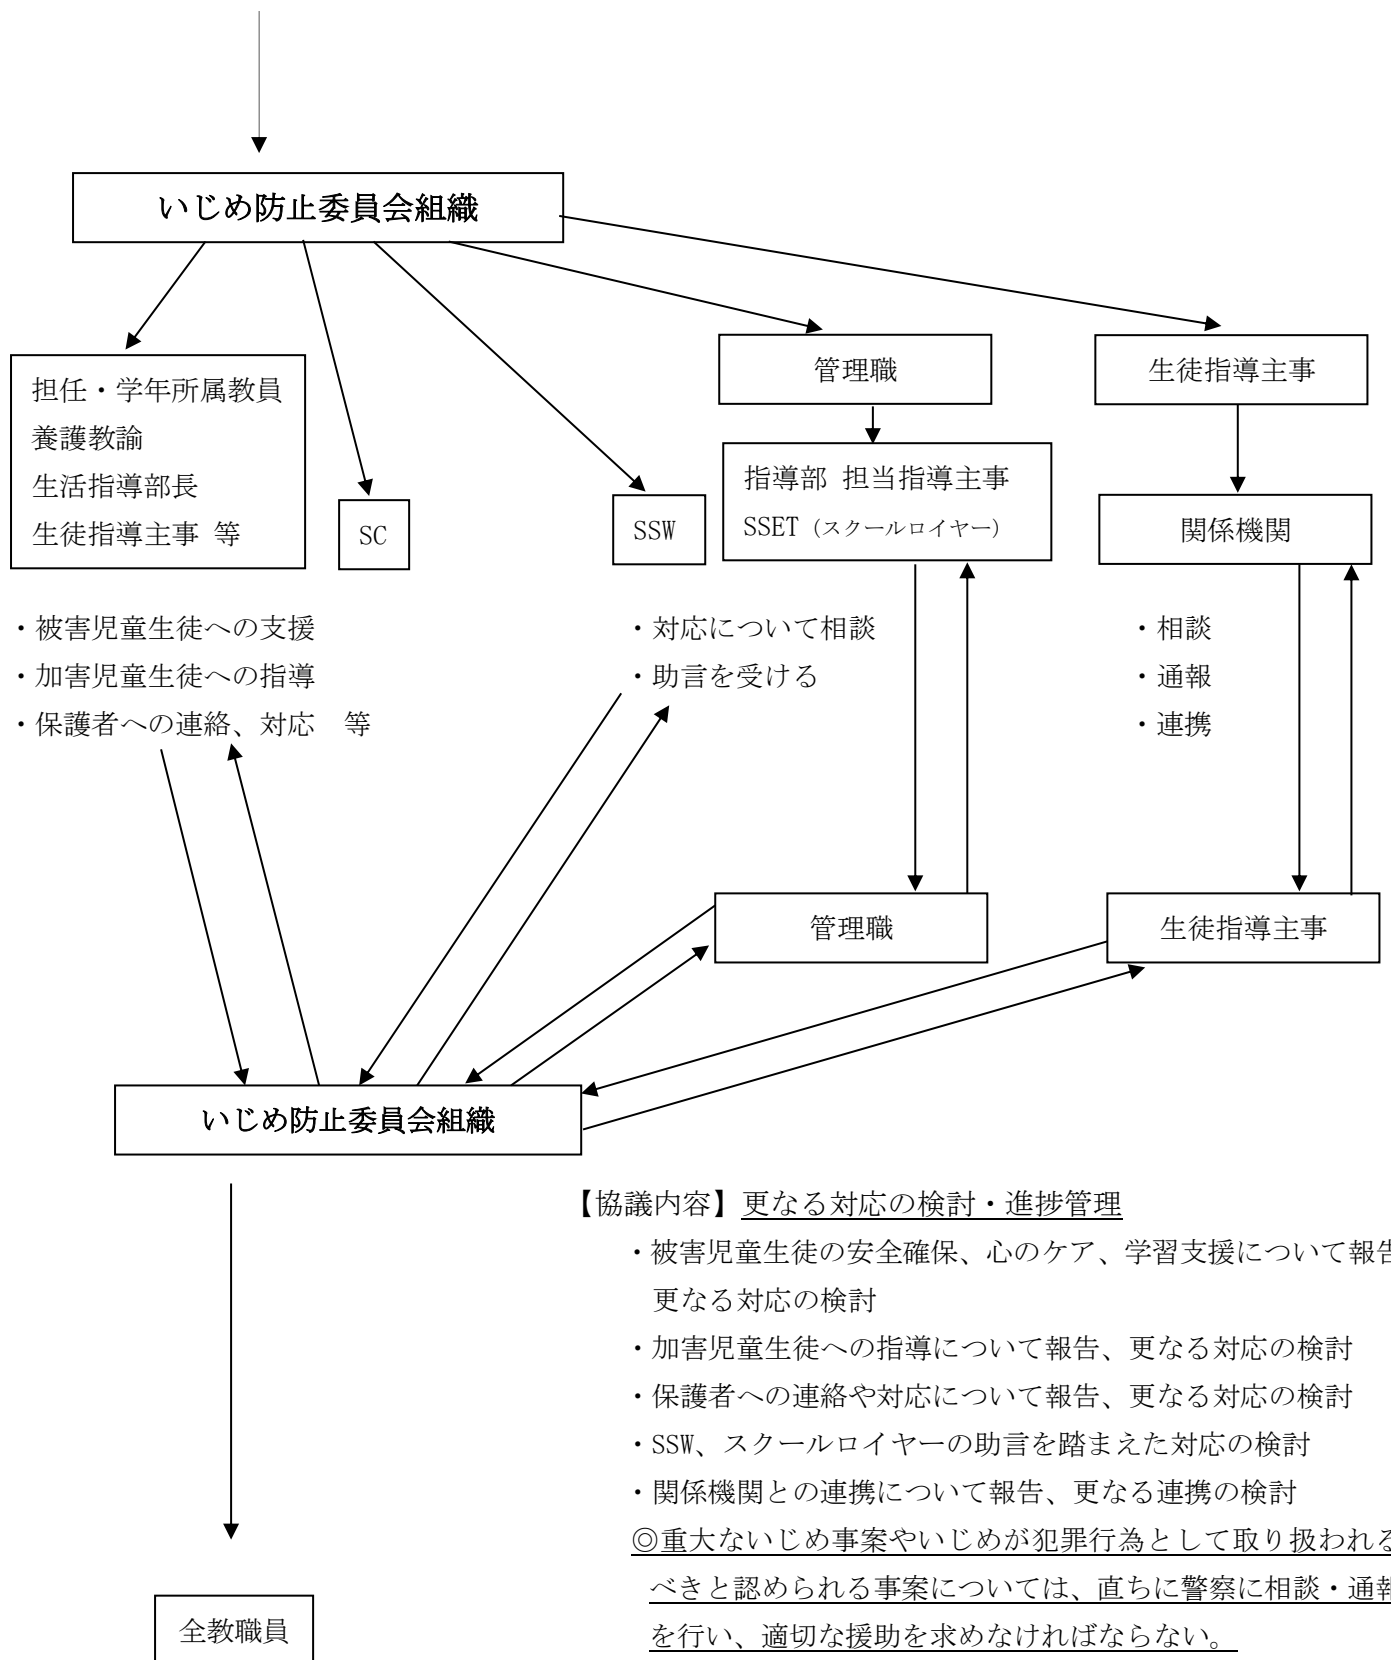 いじめ防止委員会組織
管理職
生徒指導主事
担任・学年所属教員
養護教諭
生活指導部長
生徒指導主事 等
SC
SSW
指導部 担当指導主事
SSET（スクールロイヤー）
関係機関
・被害児童生徒への支援
・加害児童生徒への指導
・保護者への連絡、対応　等
・対応について相談
・助言を受ける
・相談
・通報
・連携
管理職
生徒指導主事
いじめ防止委員会組織
【協議内容】更なる対応の検討・進捗管理
・被害児童生徒の安全確保、心のケア、学習支援について報告
更なる対応の検討
・加害児童生徒への指導について報告、更なる対応の検討
・保護者への連絡や対応について報告、更なる対応の検討
・SSW、スクールロイヤーの助言を踏まえた対応の検討
・関係機関との連携について報告、更なる連携の検討
◎重大ないじめ事案やいじめが犯罪行為として取り扱われる
べきと認められる事案については、直ちに警察に相談・通報
を行い、適切な援助を求めなければならない。
全教職員